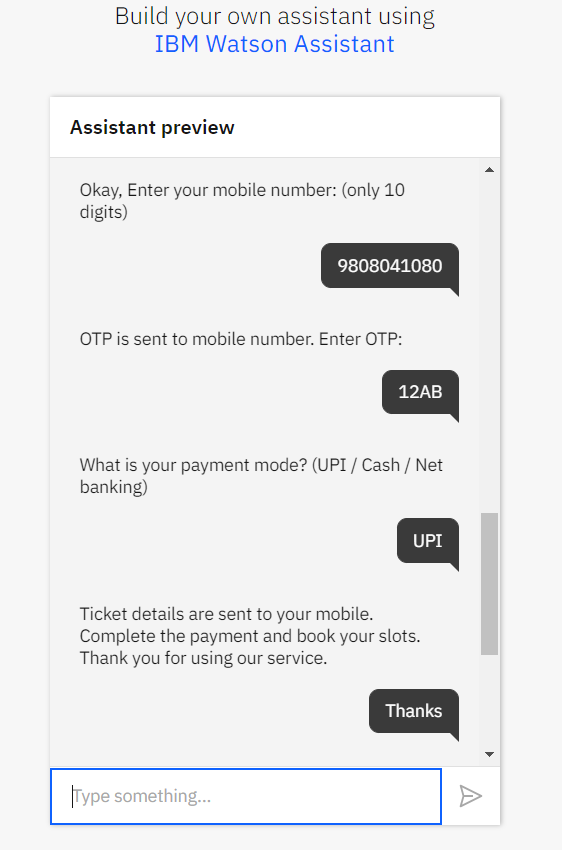 Build your own assistant using
IBM Watson Assistant
Assistant preview
Okay, Enter your mobile number: (only 10
digits)
9808041080
OTP is sent to mobile number. Enter OTP:
12AB
What is your payment mode? (UPI / Cash / Net
banking)
UPI
Ticket details are sent to your mobile.
Complete the payment and book your slots.
Thank you for using our service.
Thanks
Type something...